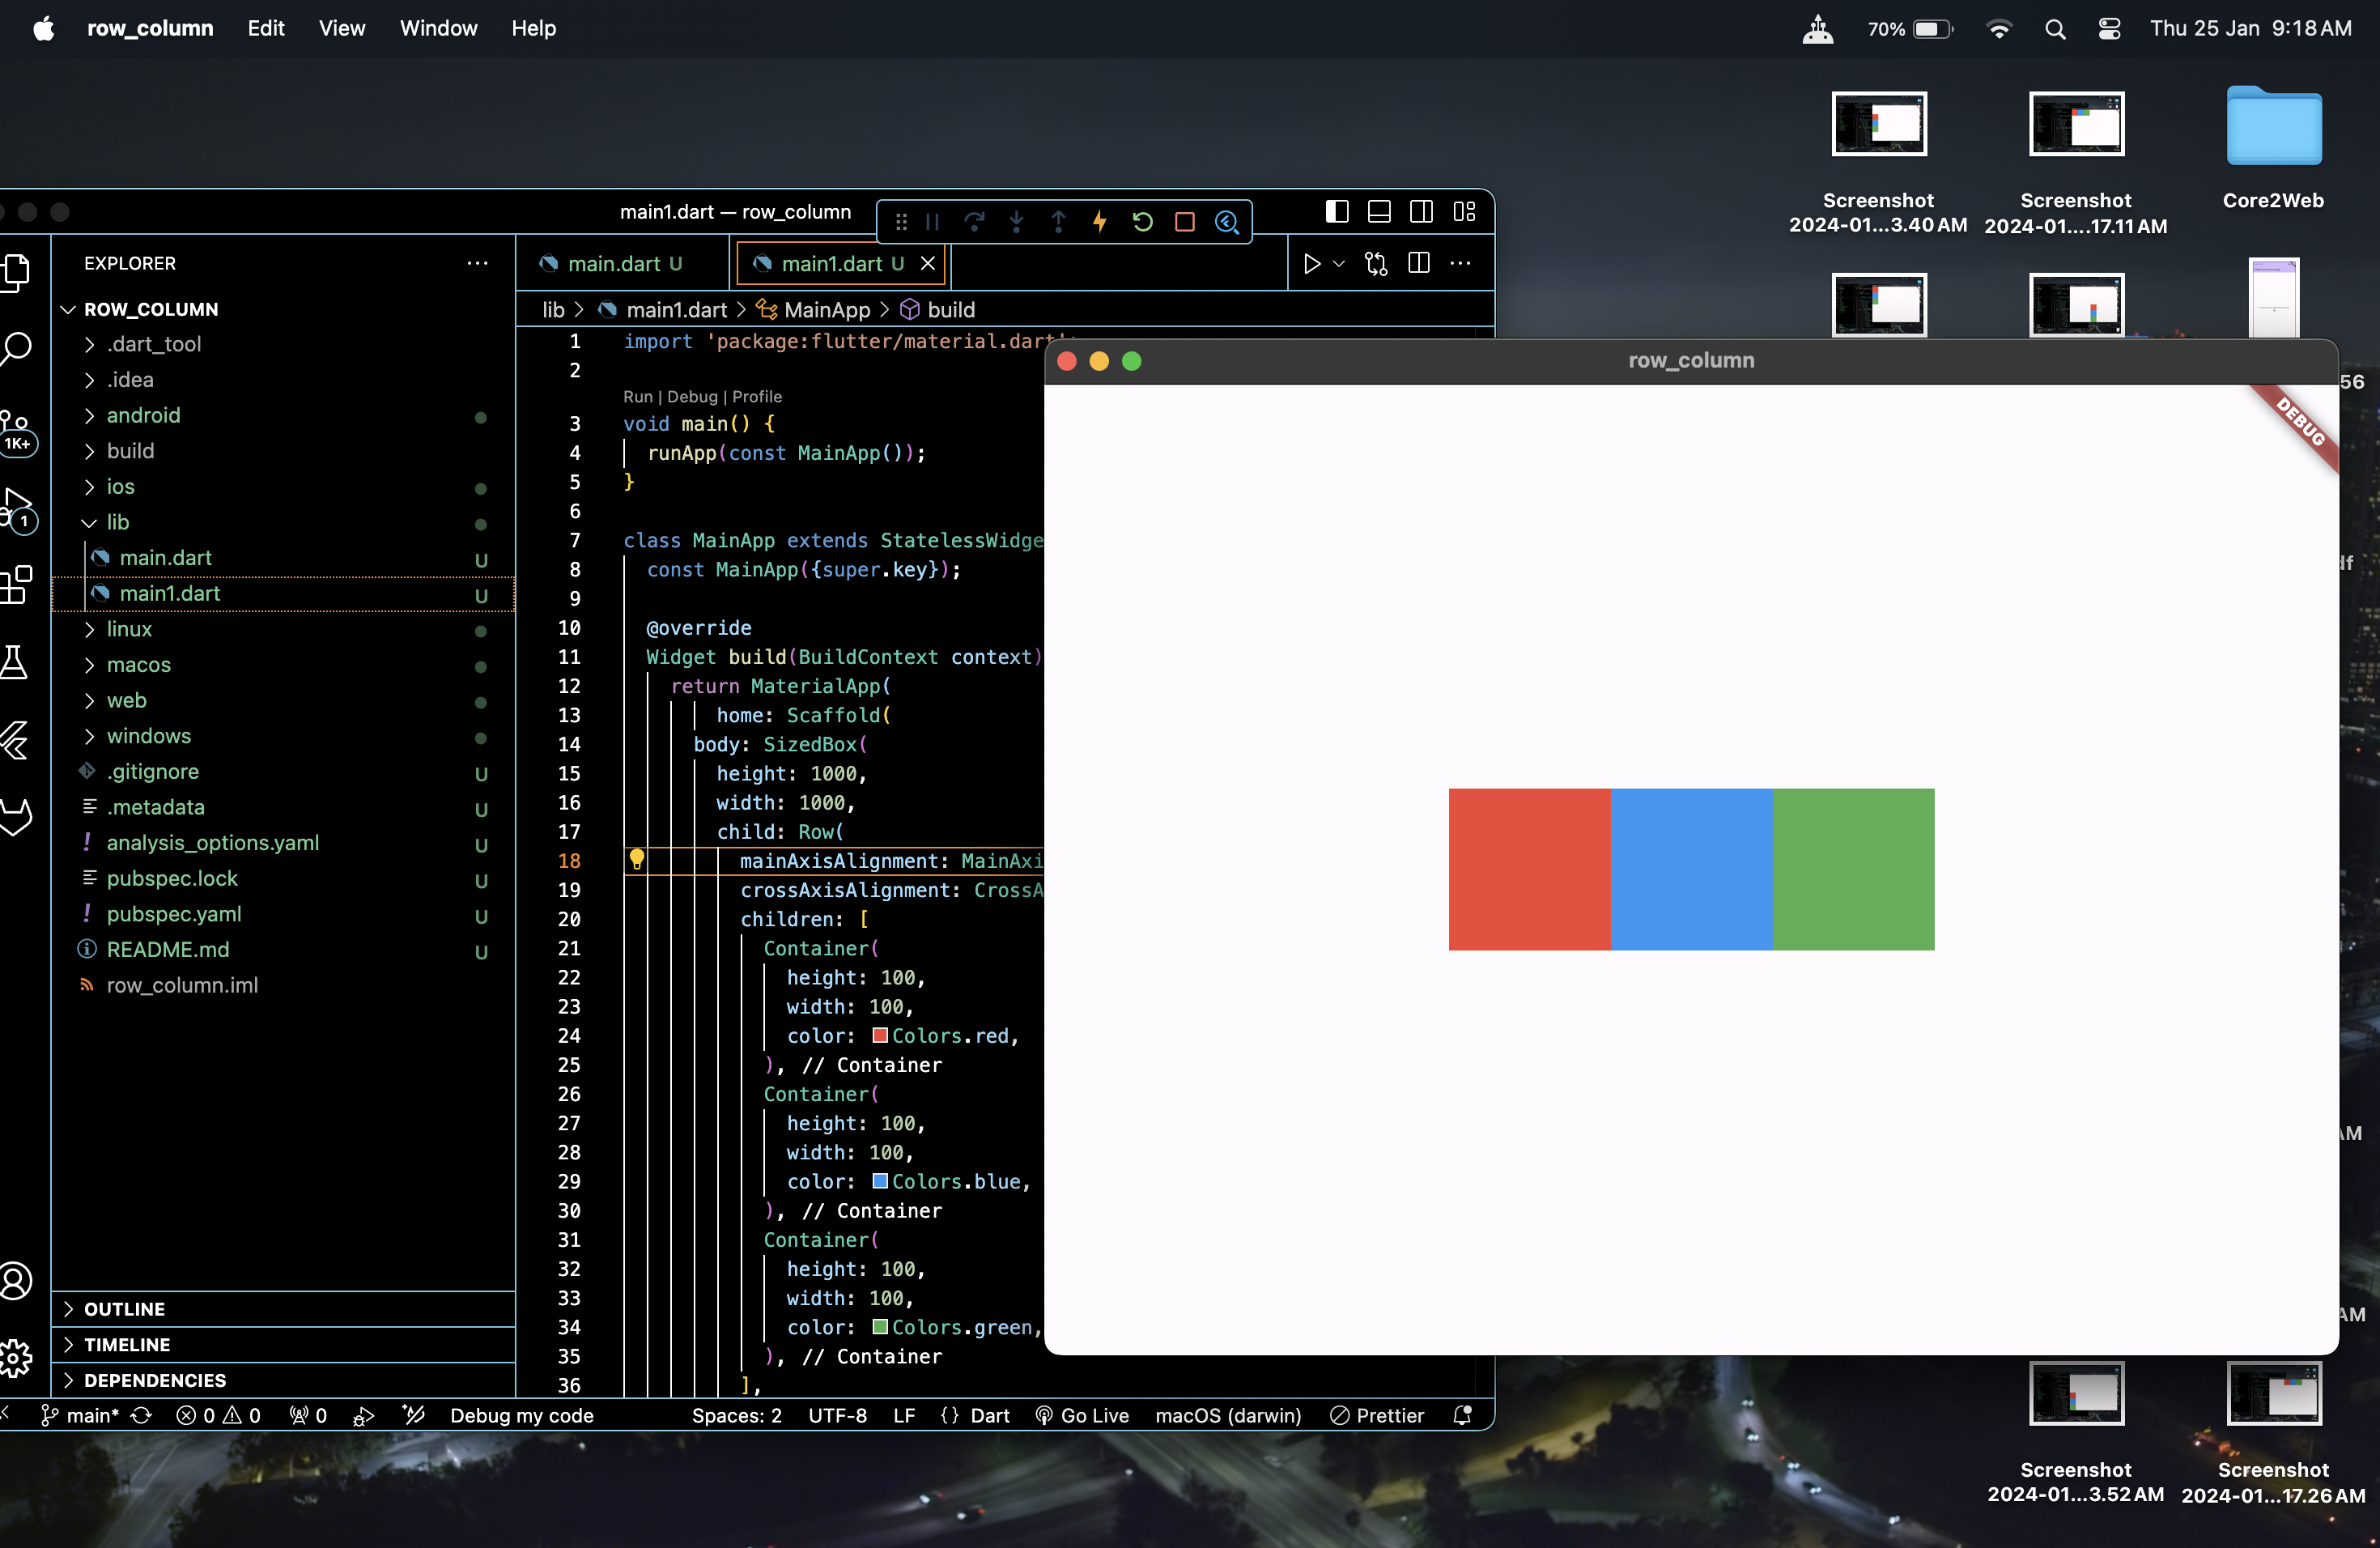 row_column Edit View Window Help
70% Thu 25 Jan 9:18 AM
Screenshot
2024-01...3.40 AM
Screenshot
2024-01....17.11 AM
Core2Web
main1.dart — row_column
EXPLORER
main.dart U
main1.dart U
lib > main1.dart > MainApp > build
ROW_COLUMN
.dart_tool
.idea
android
build
ios
lib
main.dart U
main1.dart U
linux
macos
web
windows
.gitignore U
.metadata U
analysis_options.yaml U
pubspec.lock U
pubspec.yaml U
README.md U
row_column.iml
OUTLINE
TIMELINE
DEPENDENCIES
1K+
1
1 import 'package:flutter/material.dart';
2
Run | Debug | Profile
3 void main() {
4 runApp(const MainApp());
5 }
6
7 class MainApp extends StatelessWidge
8 const MainApp({super.key});
9
10 @override
11 Widget build(BuildContext context)
12 return MaterialApp(
13 home: Scaffold(
14 body: SizedBox(
15 height: 1000,
16 width: 1000,
17 child: Row(
18 mainAxisAlignment: MainAxi
19 crossAxisAlignment: CrossA
20 children: [
21 Container(
22 height: 100,
23 width: 100,
24 color: Colors.red,
25 ), // Container
26 Container(
27 height: 100,
28 width: 100,
29 color: Colors.blue,
30 ), // Container
31 Container(
32 height: 100,
33 width: 100,
34 color: Colors.green,
35 ), // Container
36 ],
row_column
DEBUG
56
df
AM
AM
main* 0 0 0 Debug my code Spaces: 2 UTF-8 LF {} Dart Go Live macOS (darwin) Prettier
Screenshot
2024-01...3.52 AM
Screenshot
2024-01...17.26 AM